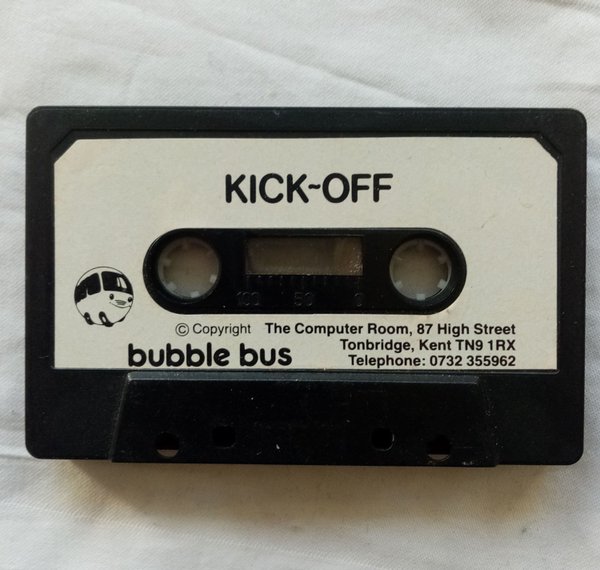 KICK~OFF
100 50 0
© Copyright The Computer Room, 87 High Street
Tonbridge, Kent TN9 1RX
bubble bus Telephone: 0732 355962